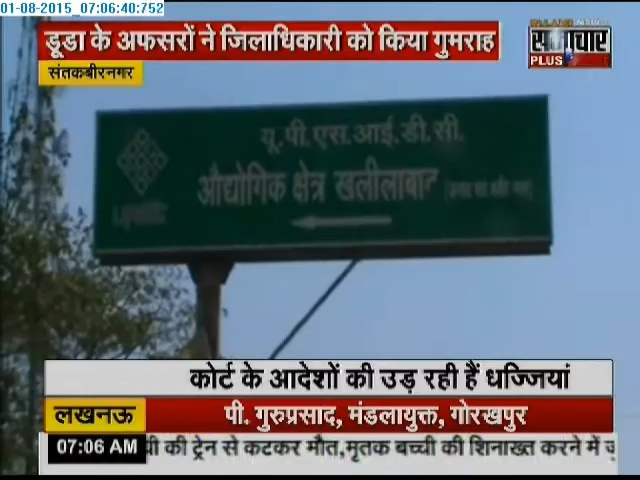 01-08-2015_07:06:40:752
डूडा के अफसरों ने जिलाधिकारी को किया गुमराह
समाचार
PLUS
संतकबीरनगर
यू.पी.एस.आई.डी.सी.
औद्योगिक क्षेत्र खलीलाबाद
कोर्ट के आदेशों की उड़ रही हैं धज्जियां
लखनऊ
पी. गुरुप्रसाद, मंडलायुक्त, गोरखपुर
07:06 AM
की ट्रेन से कटकर मौत,मृतक बच्ची की शिनाख्त करने में